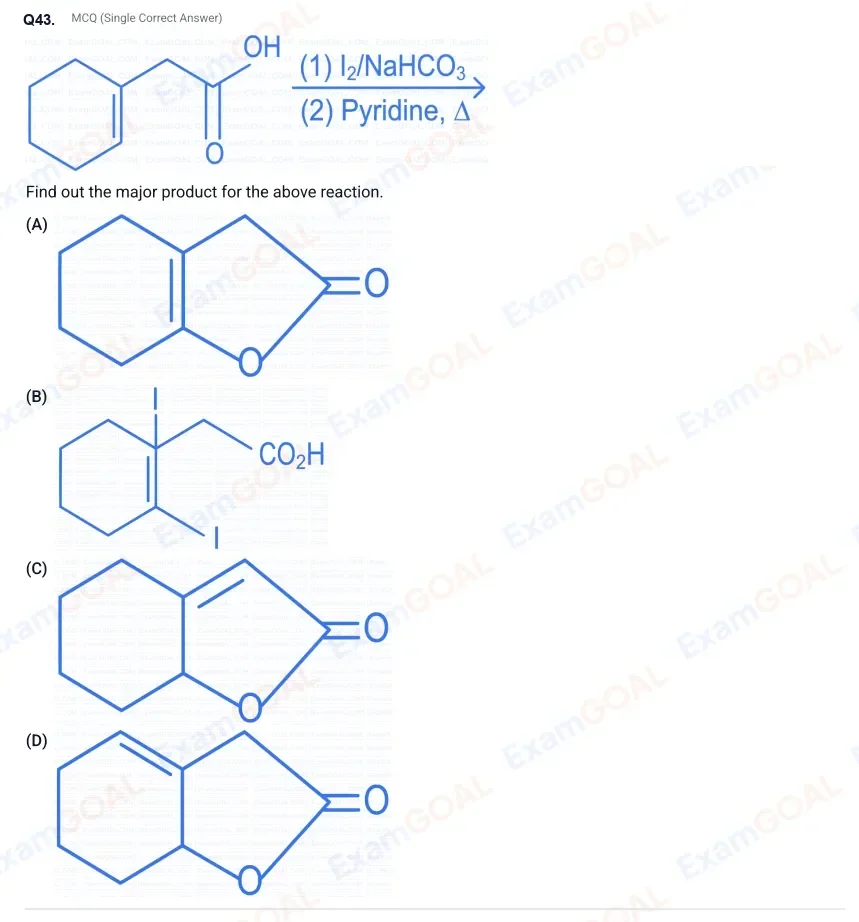 Q43. MCQ (Single Correct Answer)
OH
(1) I₂/NaHCO₃
(2) Pyridine, Δ
O
Find out the major product for the above reaction.
(A)
O
O
(B)
I
CO₂H
I
(C)
O
O
(D)
O
O
ExamGOAL